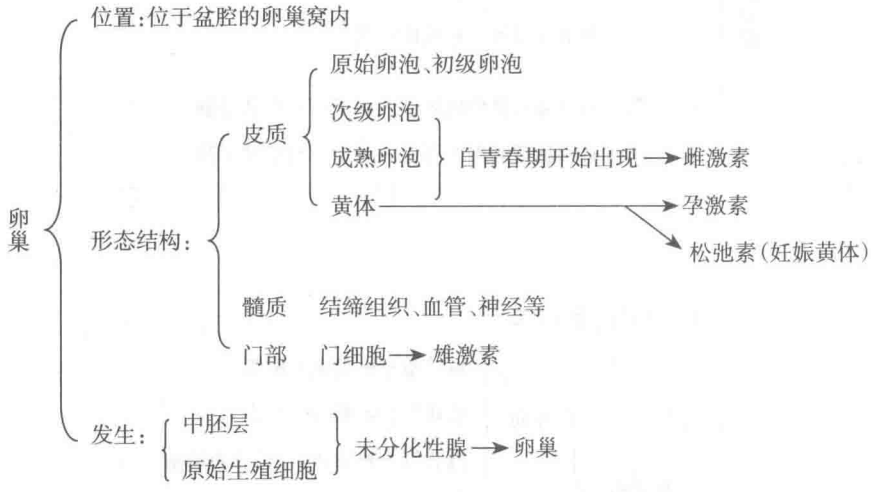 位置:位于盆腔的卵巢窝内
原始卵泡、初级卵泡
次级卵泡
皮质
成熟卵泡 自青春期开始出现 → 雌激素
黄体 → 孕激素
卵巢
形态结构:
松弛素(妊娠黄体)
髓质 结缔组织、血管、神经等
门部 门细胞 → 雄激素
中胚层
发生:
未分化性腺 → 卵巢
原始生殖细胞